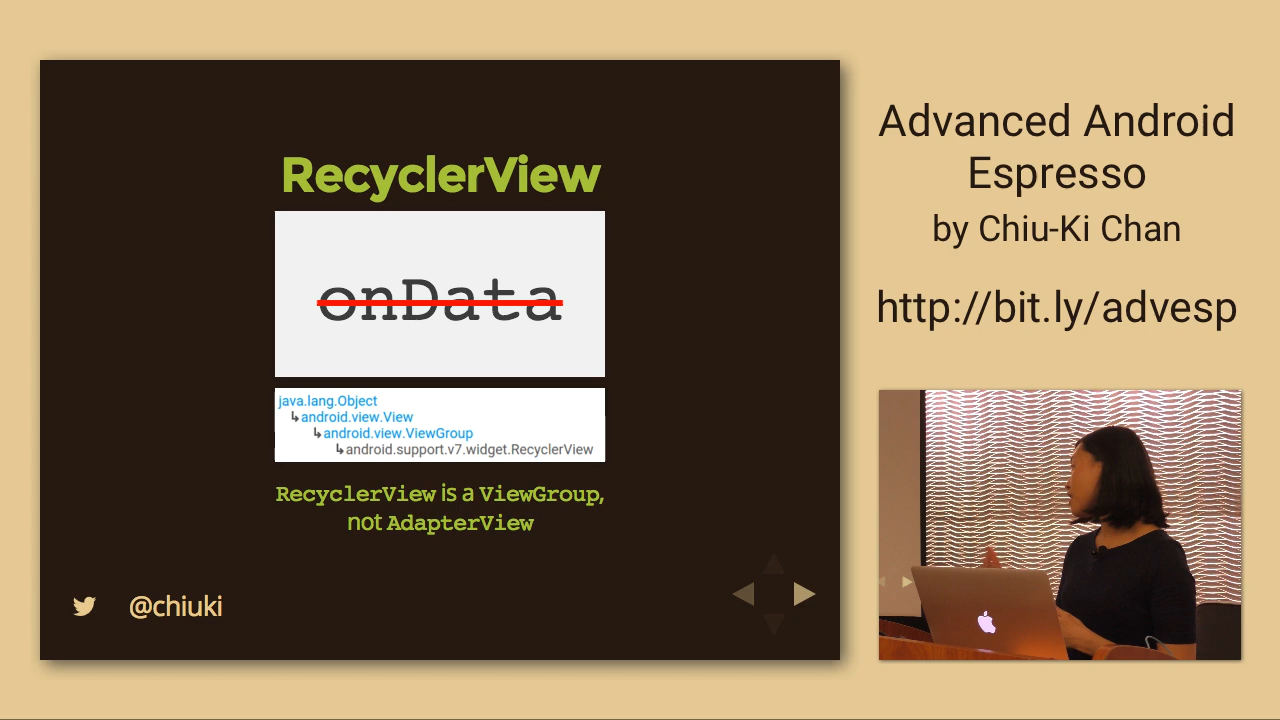 RecyclerView
onData
java.lang.Object
↳android.view.View
↳android.view.ViewGroup
↳android.support.v7.widget.RecyclerView
RecyclerView is a ViewGroup,
not AdapterView
@chiuki
Advanced Android
Espresso
by Chiu-Ki Chan
http://bit.ly/advesp